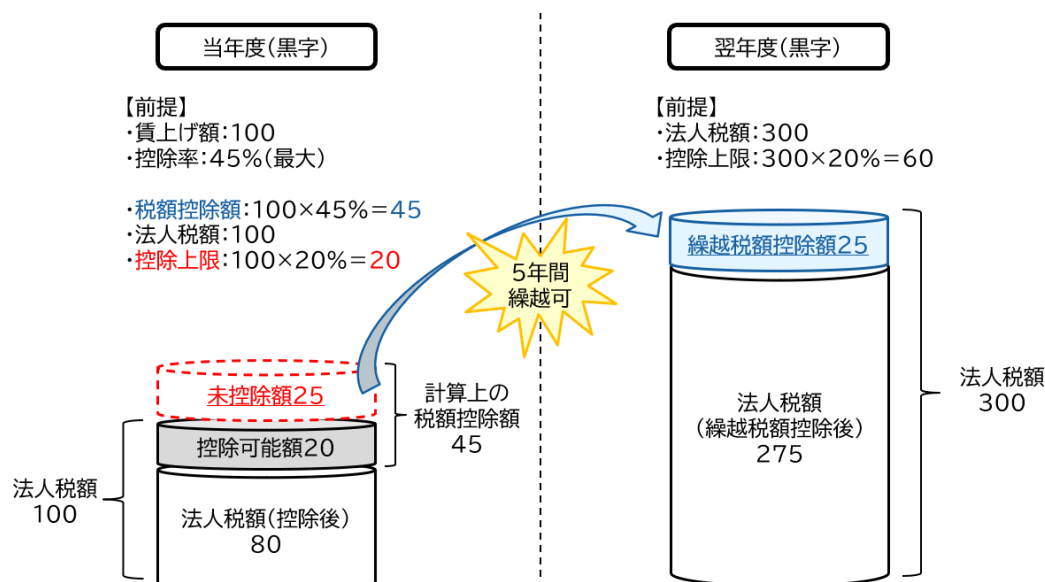 当年度(黒字)
【前提】
・賃上げ額:100
・控除率:45%(最大)
・税額控除額:100×45%=45
・法人税額:100
・控除上限:100×20%=20
5年間
繰越可
未控除額25
控除可能額20
計算上の
税額控除額
45
法人税額
100
法人税額(控除後)
80
翌年度(黒字)
【前提】
・法人税額:300
・控除上限:300×20%=60
繰越税額控除額25
法人税額
(繰越税額控除後)
275
法人税額
300